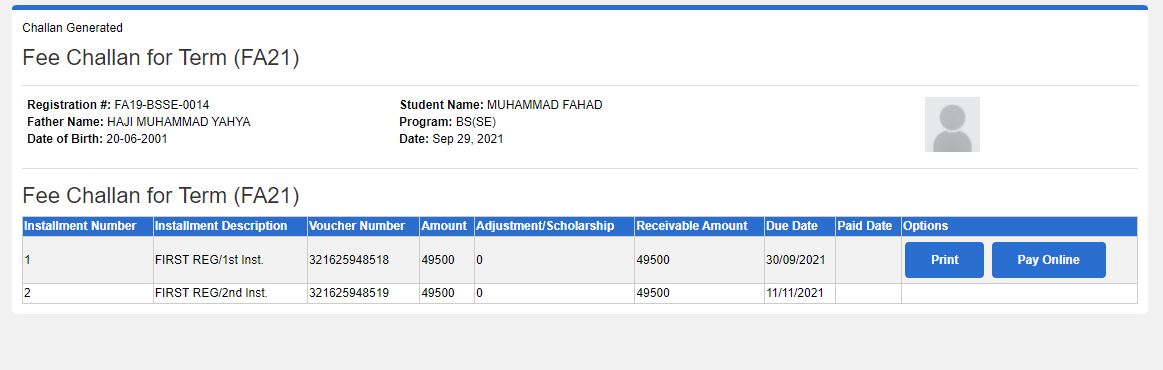 Challan Generated
Fee Challan for Term (FA21)
Registration #: FA19-BSSE-0014 Student Name: MUHAMMAD FAHAD
Father Name: HAJI MUHAMMAD YAHYA Program: BS(SE)
Date of Birth: 20-06-2001 Date: Sep 29, 2021
Fee Challan for Term (FA21)
Installment Number Installment Description Voucher Number Amount Adjustment/Scholarship Receivable Amount Due Date Paid Date Options
1 FIRST REG/1st Inst. 321625948518 49500 0 49500 30/09/2021 Print Pay Online
2 FIRST REG/2nd Inst. 321625948519 49500 0 49500 11/11/2021